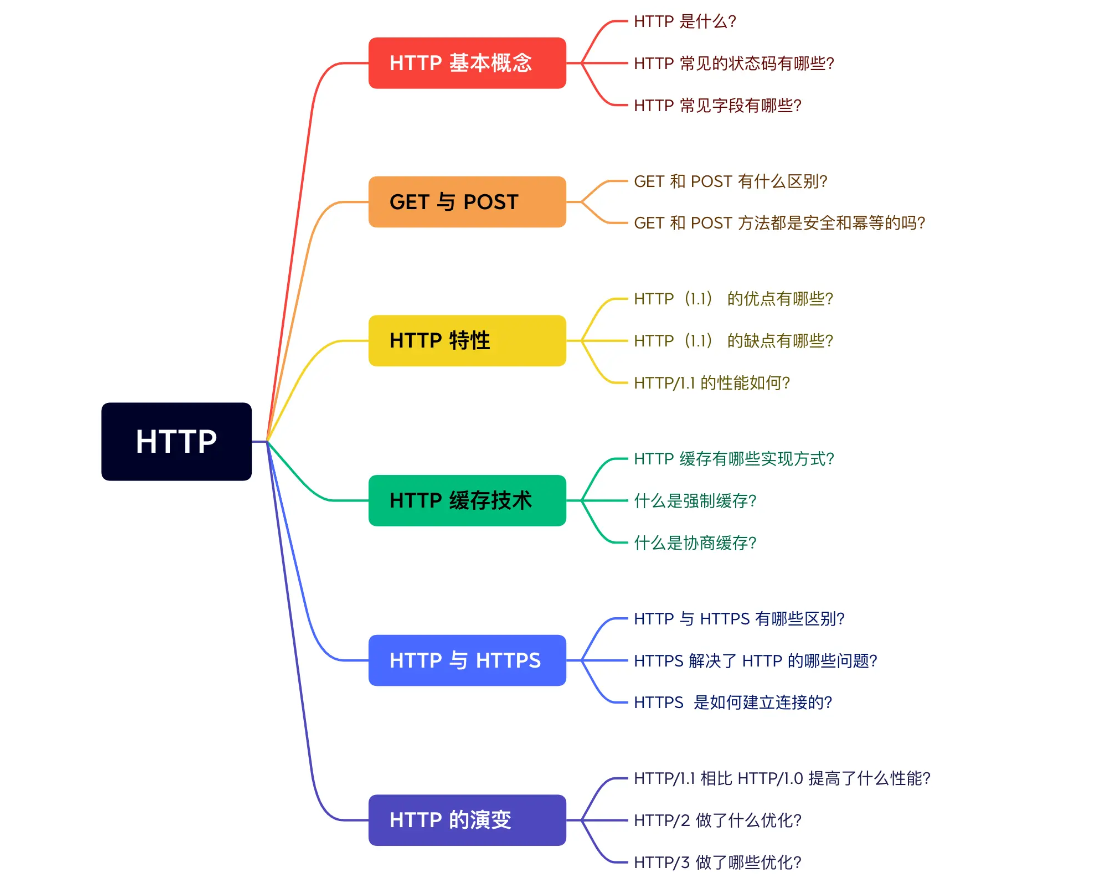 HTTP
HTTP 基本概念
HTTP 是什么?
HTTP 常见的状态码有哪些?
HTTP 常见字段有哪些?
GET 与 POST
GET 和 POST 有什么区别?
GET 和 POST 方法都是安全和幂等的吗?
HTTP 特性
HTTP（1.1） 的优点有哪些?
HTTP（1.1） 的缺点有哪些?
HTTP/1.1 的性能如何?
HTTP 缓存技术
HTTP 缓存有哪些实现方式?
什么是强制缓存?
什么是协商缓存?
HTTP 与 HTTPS
HTTP 与 HTTPS 有哪些区别?
HTTPS 解决了 HTTP 的哪些问题?
HTTPS  是如何建立连接的?
HTTP 的演变
HTTP/1.1 相比 HTTP/1.0 提高了什么性能?
HTTP/2 做了什么优化?
HTTP/3 做了哪些优化?